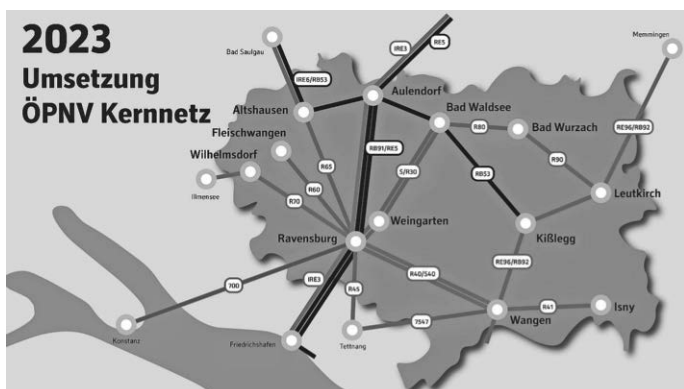 2023
Umsetzung
ÖPNV Kernnetz
IRE3
RE5
Memmingen
Bad Saulgau
IRE6/RB53
Aulendorf
Altshausen
Bad Waldsee
Fleischwangen
R80
Bad Wurzach
RE96/RB92
RB91/RE5
Wilhelmsdorf
R65
S/R30
R90
RB53
R60
Illmensee
R70
Leutkirch
Weingarten
Ravensburg
Kißlegg
RE96/RB92
R40/S40
IRE3
700
R45
R41
Isny
Wangen
7547
Konstanz
Friedrichshafen
Tettnang